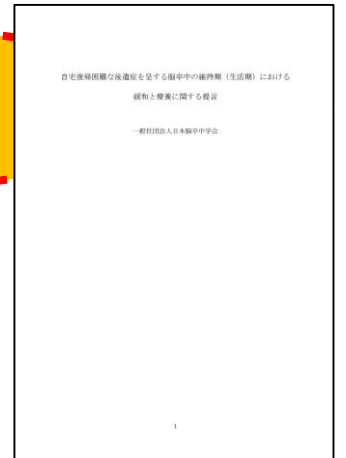 自宅復帰困難な後遺症を呈する脳卒中の維持期（生活期）における
緩和と療養に関する提言
一般社団法人日本脳卒中学会
1